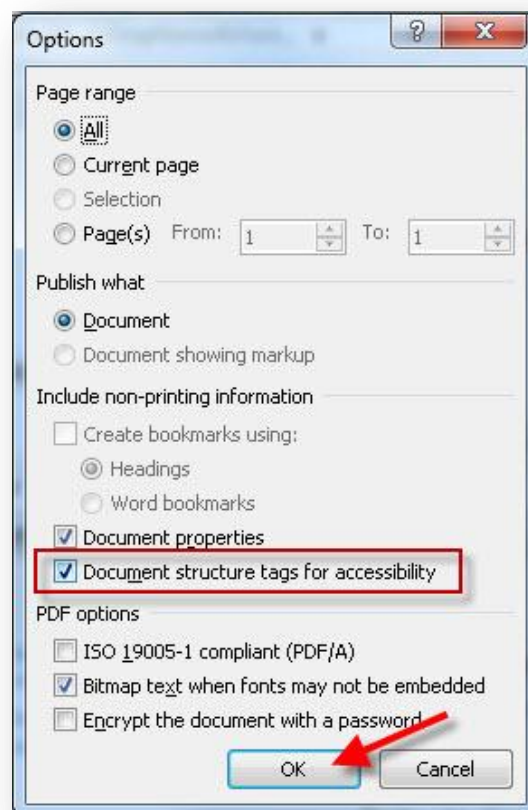 Options
Page range
All
Current page
Selection
Page(s) From: 1 To: 1
Publish what
Document
Document showing markup
Include non-printing information
Create bookmarks using:
Headings
Word bookmarks
Document properties
Document structure tags for accessibility
PDF options
ISO 19005-1 compliant (PDF/A)
Bitmap text when fonts may not be embedded
Encrypt the document with a password
OK Cancel